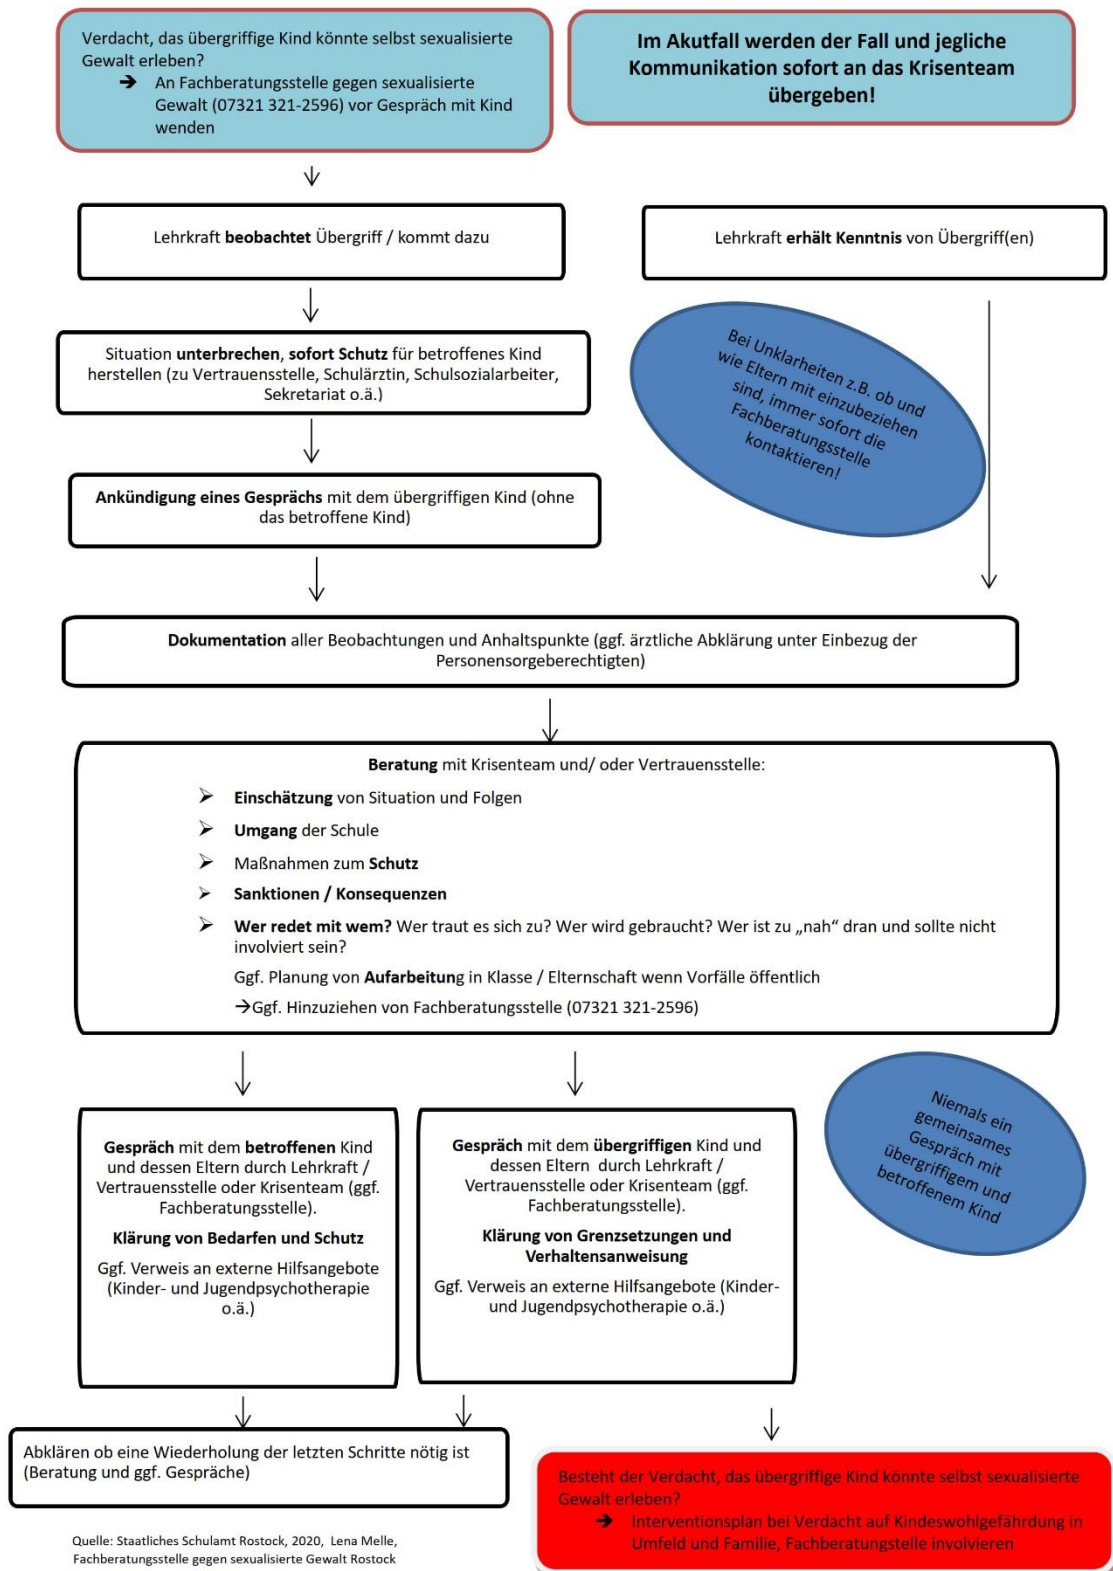 Verdacht, das übergriffige Kind könnte selbst sexualisierte
Gewalt erleben?
➔ An Fachberatungsstelle gegen sexualisierte
Gewalt (07321 321-2596) vor Gespräch mit Kind
wenden
Im Akutfall werden der Fall und jegliche
Kommunikation sofort an das Krisenteam
übergeben!
Lehrkraft beobachtet Übergriff / kommt dazu
Lehrkraft erhält Kenntnis von Übergriff(en)
Situation unterbrechen, sofort Schutz für betroffenes Kind
herstellen (zu Vertrauensstelle, Schulärztin, Schulsozialarbeiter,
Sekretariat o.ä.)
Bei Unklarheiten z.B. ob und
wie Eltern mit einzubeziehen
sind, immer sofort die
Fachberatungsstelle
kontaktieren!
Ankündigung eines Gesprächs mit dem übergriffigen Kind (ohne
das betroffene Kind)
Dokumentation aller Beobachtungen und Anhaltspunkte (ggf. ärztliche Abklärung unter Einbezug der
Personensorgeberechtigten)
Beratung mit Krisenteam und/ oder Vertrauensstelle:
➢ Einschätzung von Situation und Folgen
➢ Umgang der Schule
➢ Maßnahmen zum Schutz
➢ Sanktionen / Konsequenzen
➢ Wer redet mit wem? Wer traut es sich zu? Wer wird gebraucht? Wer ist zu „nah“ dran und sollte nicht
involviert sein?
Ggf. Planung von Aufarbeitung in Klasse / Elternschaft wenn Vorfälle öffentlich
→Ggf. Hinzuziehen von Fachberatungsstelle (07321 321-2596)
Gespräch mit dem betroffenen Kind
und dessen Eltern durch Lehrkraft /
Vertrauensstelle oder Krisenteam (ggf.
Fachberatungsstelle).
Klärung von Bedarfen und Schutz
Ggf. Verweis an externe Hilfsangebote
(Kinder- und Jugendpsychotherapie
o.ä.)
Gespräch mit dem übergriffigen Kind und
dessen Eltern durch Lehrkraft /
Vertrauensstelle oder Krisenteam (ggf.
Fachberatungsstelle).
Klärung von Grenzsetzungen und
Verhaltensanweisung
Ggf. Verweis an externe Hilfsangebote (Kinder-
und Jugendpsychotherapie o.ä.)
Niemals ein
gemeinsames
Gespräch mit
übergriffigem und
betroffenem Kind
Abklären ob eine Wiederholung der letzten Schritte nötig ist
(Beratung und ggf. Gespräche)
Besteht der Verdacht, das übergriffige Kind könnte selbst sexualisierte
Gewalt erleben?
➔ Interventionsplan bei Verdacht auf Kindeswohlgefährdung in
Umfeld und Familie, Fachberatungstelle involvieren
Quelle: Staatliches Schulamt Rostock, 2020, Lena Melle,
Fachberatungsstelle gegen sexualisierte Gewalt Rostock